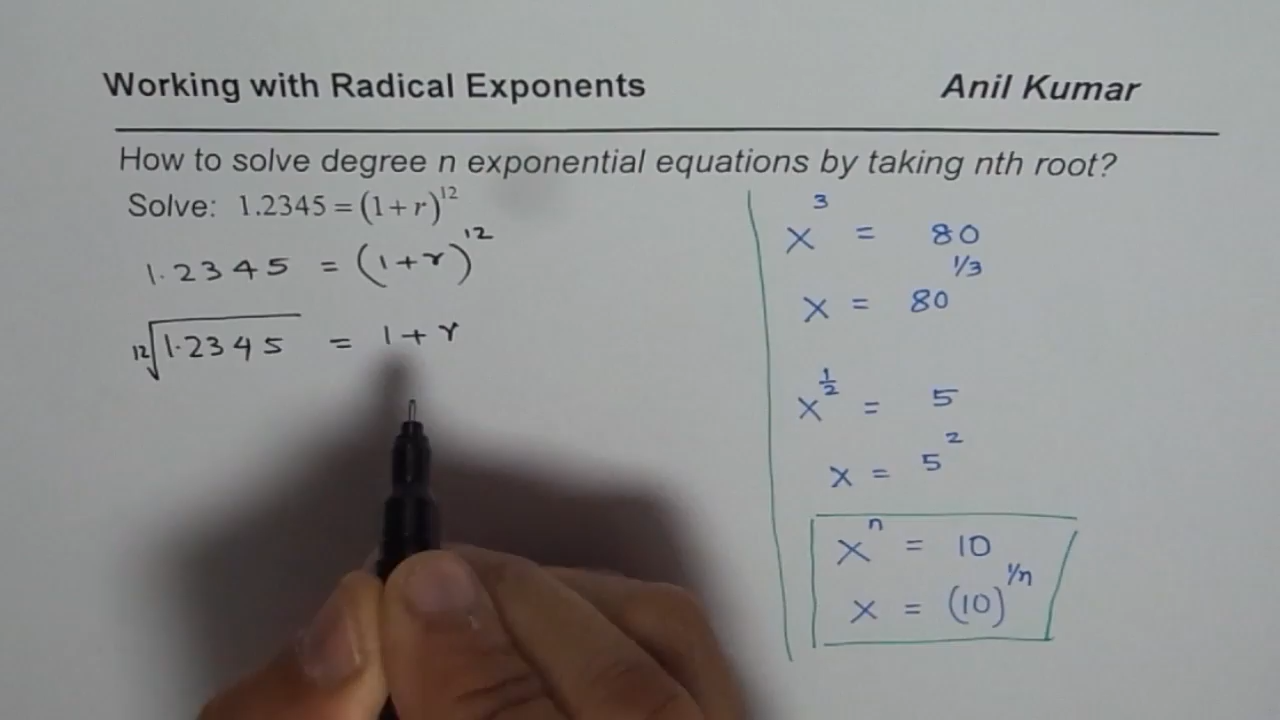 Working with Radical Exponents Anil Kumar
How to solve degree n exponential equations by taking nth root?
Solve: 1.2345 = (1 + r)^12
1.2345 = (1+r)^12
¹²√1.2345 = 1+r
x^3 = 80
x = 80^1/3
x^1/2 = 5
x = 5^2
x^n = 10
x = (10)^1/n